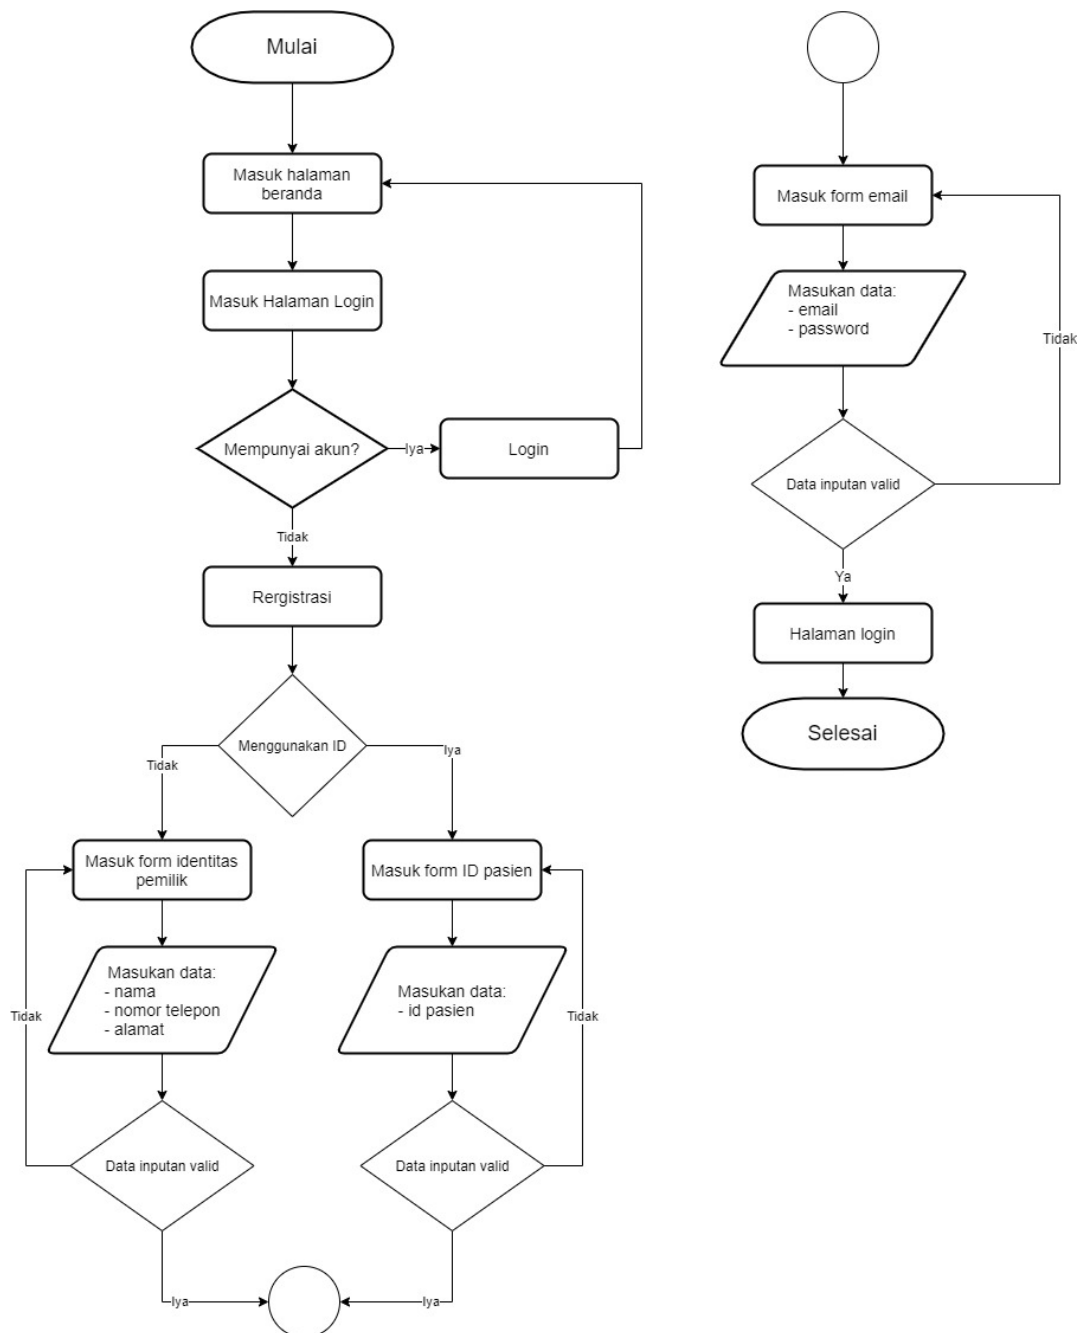 Mulai
Masuk halaman
beranda
Masuk Halaman Login
Mempunyai akun?
Iya
Login
Tidak
Rergistrasi
Menggunakan ID
Tidak
Iya
Masuk form identitas
pemilik
Masukan data:
- nama
- nomor telepon
- alamat
Tidak
Data inputan valid
Iya
Masuk form ID pasien
Masukan data:
- id pasien
Tidak
Data inputan valid
Iya
Masuk form email
Masukan data:
- email
- password
Tidak
Data inputan valid
Ya
Halaman login
Selesai